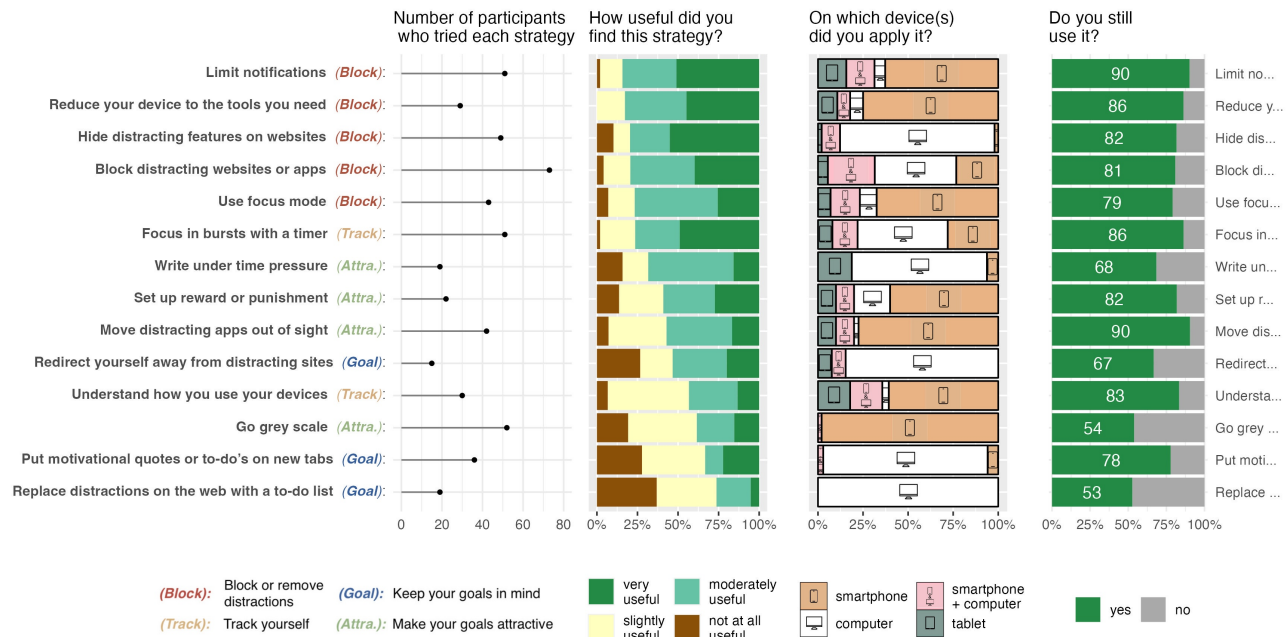 Number of participants
who tried each strategy
How useful did you
find this strategy?
On which device(s)
did you apply it?
Do you still
use it?
Limit notifications (Block): 90 Limit no...
Reduce your device to the tools you need (Block): 86 Reduce y...
Hide distracting features on websites (Block): 82 Hide dis...
Block distracting websites or apps (Block): 81 Block di...
Use focus mode (Block): 79 Use focu...
Focus in bursts with a timer (Track): 86 Focus in...
Write under time pressure (Attra.): 68 Write un...
Set up reward or punishment (Attra.): 82 Set up r...
Move distracting apps out of sight (Attra.): 90 Move dis...
Redirect yourself away from distracting sites (Goal): 67 Redirect...
Understand how you use your devices (Track): 83 Understa...
Go grey scale (Attra.): 54 Go grey ...
Put motivational quotes or to-do's on new tabs (Goal): 78 Put moti...
Replace distractions on the web with a to-do list (Goal): 53 Replace ...
0 20 40 60 80 0% 25% 50% 75% 100% 0% 25% 50% 75% 100% 0% 25% 50% 75% 100%
(Block): Block or remove
distractions
(Goal): Keep your goals in mind
(Track): Track yourself
(Attra.): Make your goals attractive
very
useful
moderately
useful
slightly
useful
not at all
useful
smartphone
smartphone
+ computer
computer
tablet
yes
no